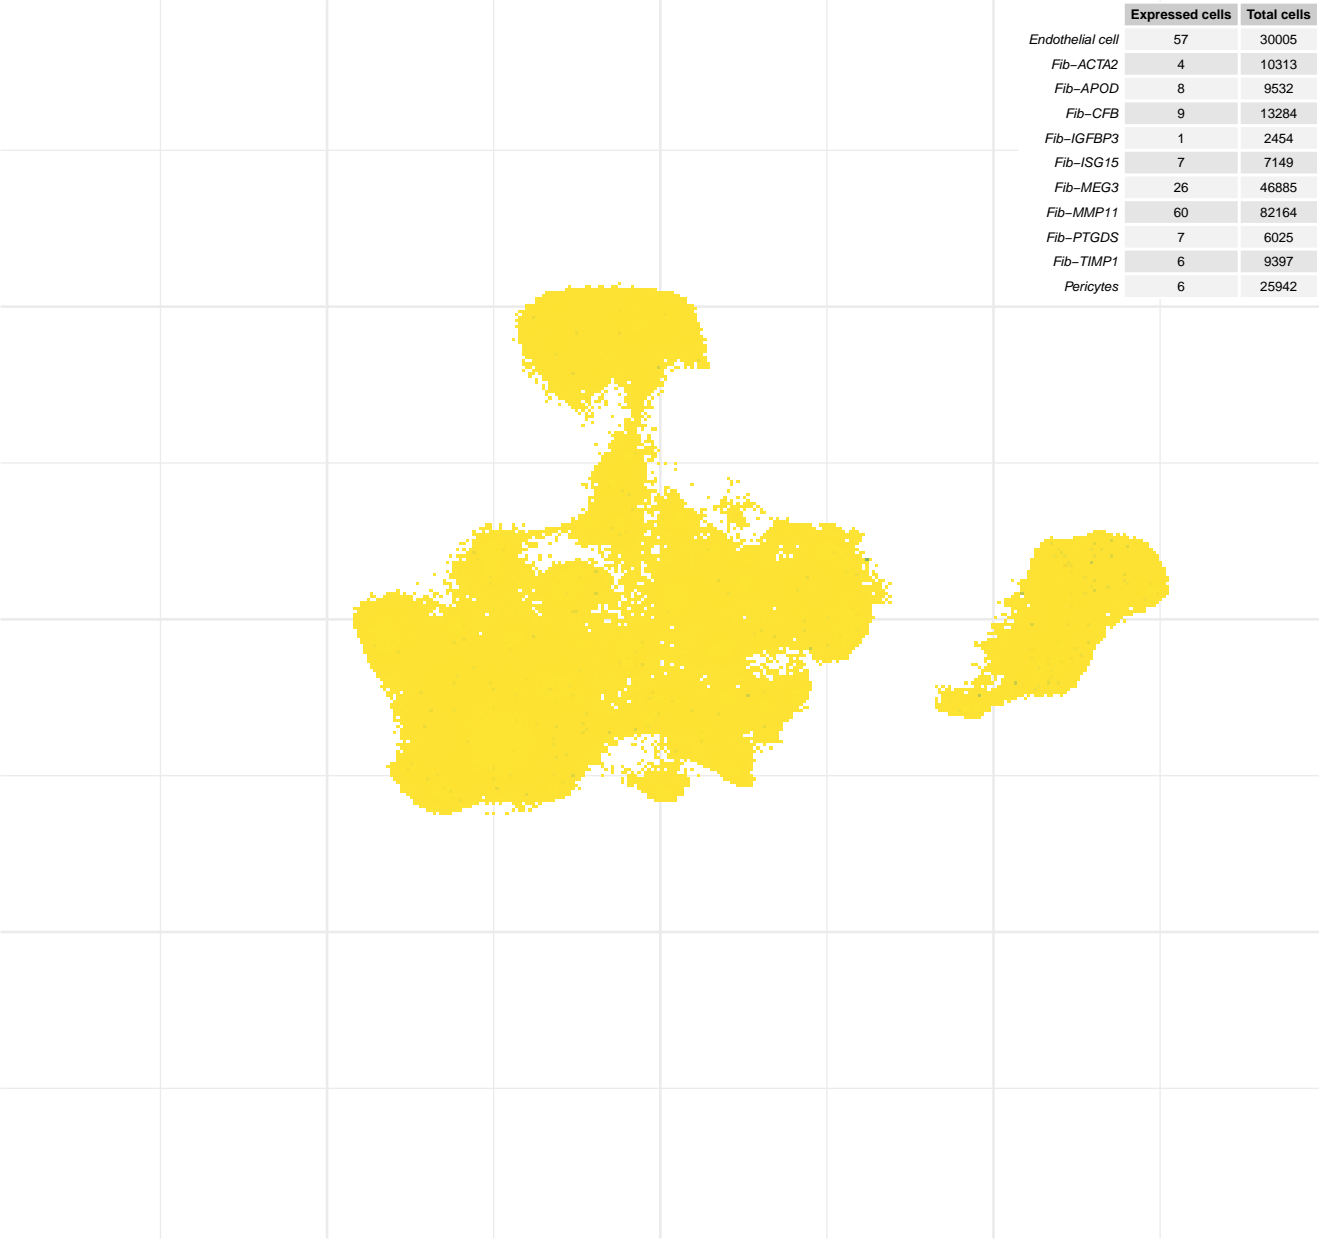 Expressed cells Total cells
Endothelial cell 57 30005
Fib−ACTA2 4 10313
Fib−APOD 8 9532
Fib−CFB 9 13284
Fib−IGFBP3 1 2454
Fib−ISG15 7 7149
Fib−MEG3 26 46885
Fib−MMP11 60 82164
Fib−PTGDS 7 6025
Fib−TIMP1 6 9397
Pericytes 6 25942